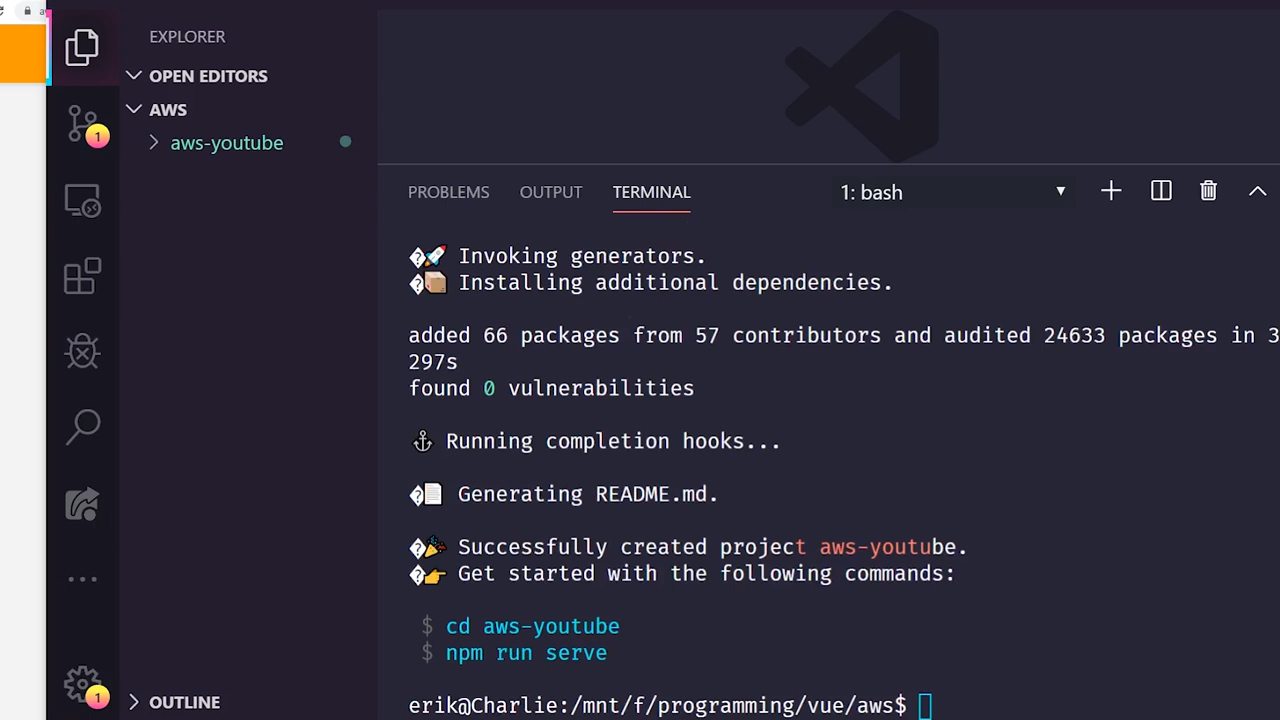 EXPLORER
OPEN EDITORS
AWS
aws-youtube
OUTLINE
1
1
PROBLEMS OUTPUT TERMINAL 1: bash
Invoking generators.
Installing additional dependencies.
added 66 packages from 57 contributors and audited 24633 packages in 3
297s
found 0 vulnerabilities
Running completion hooks...
Generating README.md.
Successfully created project aws-youtube.
Get started with the following commands:
$ cd aws-youtube
$ npm run serve
erik@Charlie:/mnt/f/programming/vue/aws$